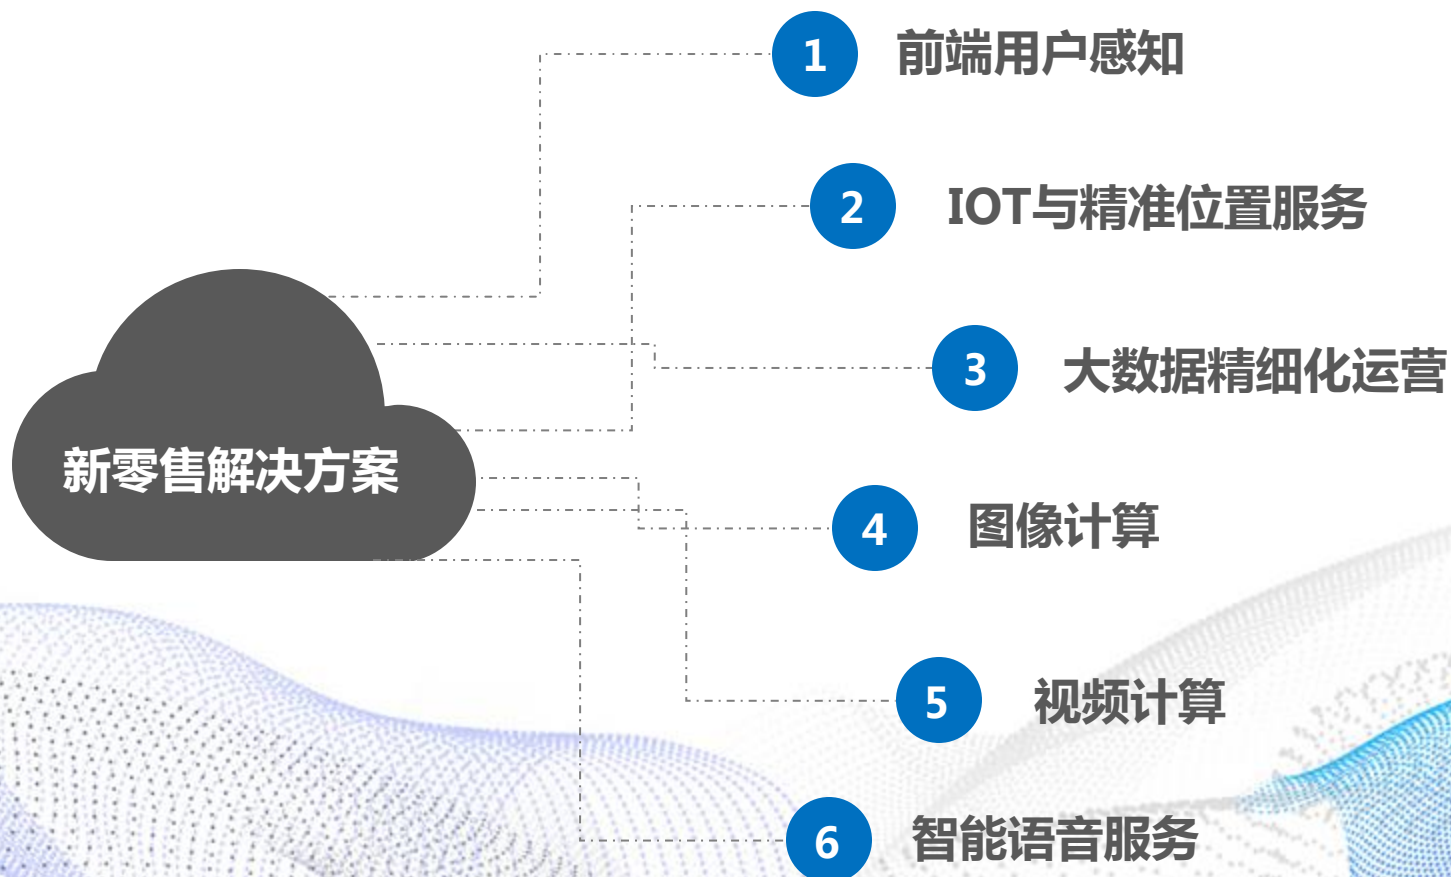 1 前端用户感知
2 IOT与精准位置服务
3 大数据精细化运营
新零售解决方案
4 图像计算
5 视频计算
6 智能语音服务